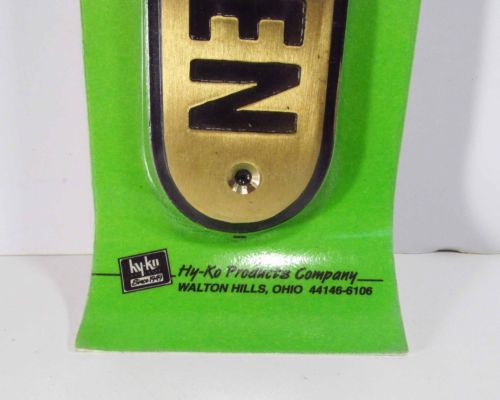 EN
hy-ko
Since 1949
Hy-Ko Products Company
WALTON HILLS, OHIO 44146-6106